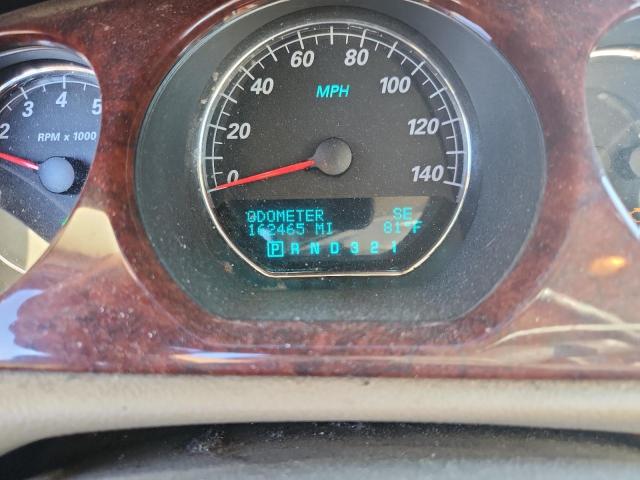 2 3 4 5
RPM x 1000
0 20 40 60 80 100 120 140
MPH
ODOMETER SE
162465 MI 81°F
P R N D 3 2 1